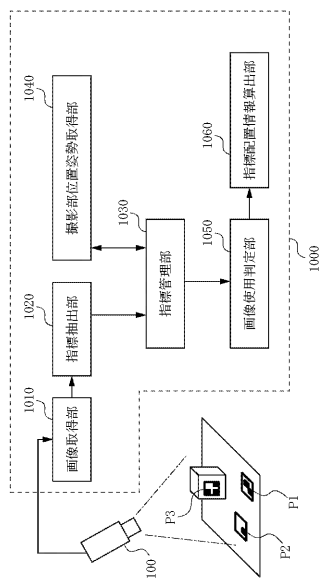 1010
画像取得部
1020
指標抽出部
1030
指標管理部
1040
撮影部位置姿勢取得部
1050
画像使用判定部
1060
指標配置情報算出部
1000
100
P3
P2
P1